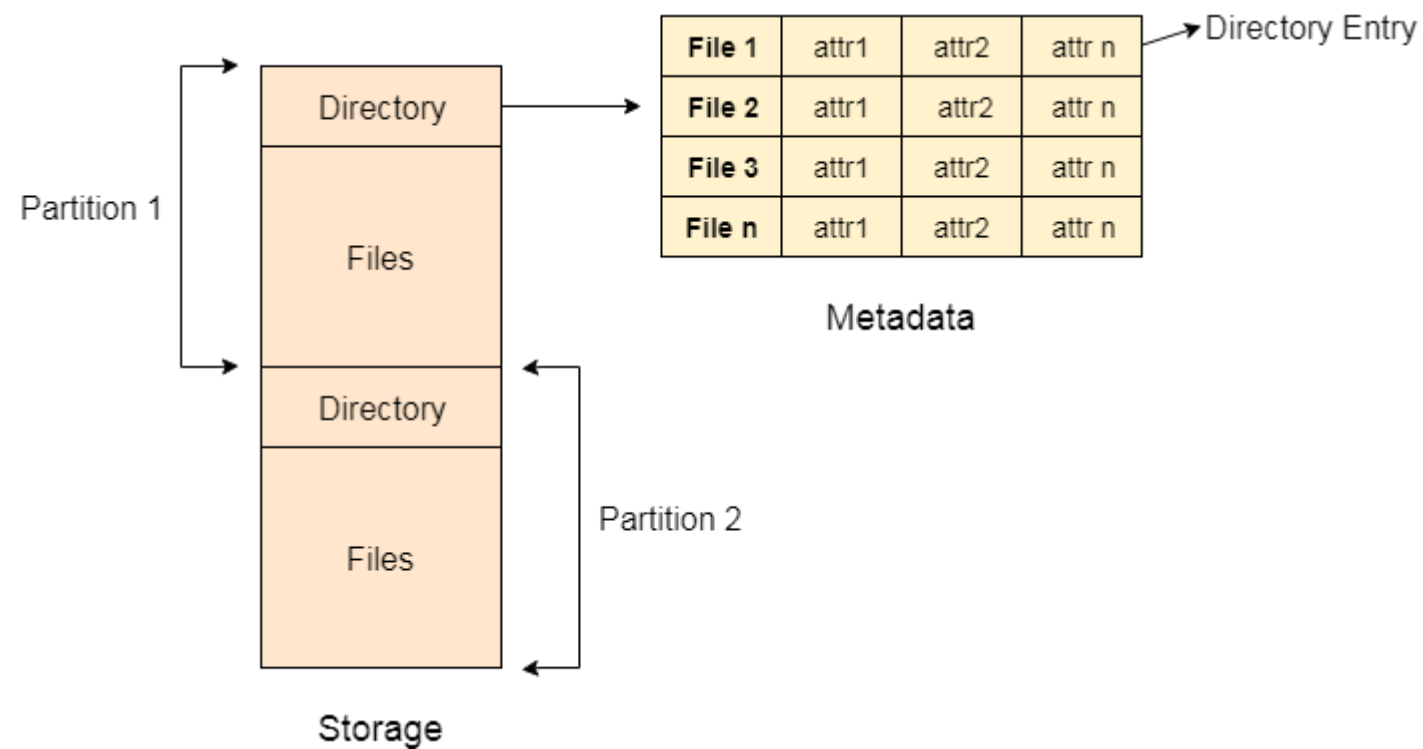 File 1 attr1 attr2 attr n
Directory Entry
File 2 attr1 attr2 attr n
File 3 attr1 attr2 attr n
File n attr1 attr2 attr n
Metadata
Directory
Partition 1
Files
Directory
Partition 2
Files
Storage